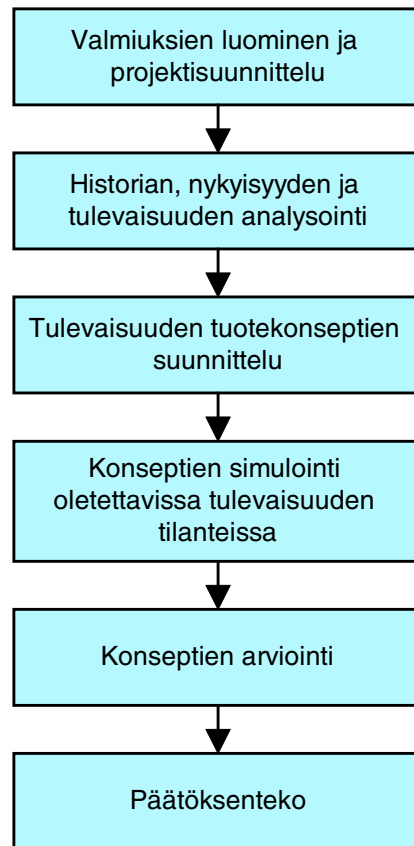 Valmiuksien luominen ja
projektisuunnittelu
Historian, nykyisyyden ja
tulevaisuuden analysointi
Tulevaisuuden tuotekonseptien
suunnittelu
Konseptien simulointi
oletettavissa tulevaisuuden
tilanteissa
Konseptien arviointi
Päätöksenteko